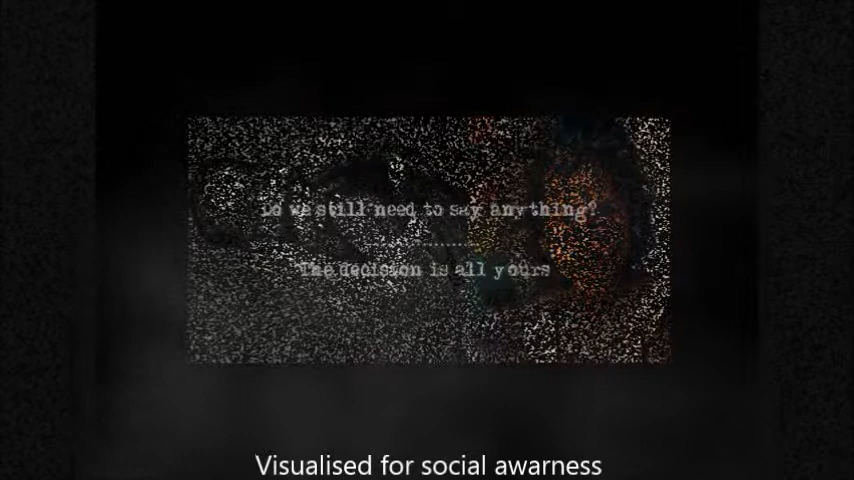 Do we still need to say anything?
....................
The decision is all yours
Visualised for social awarness